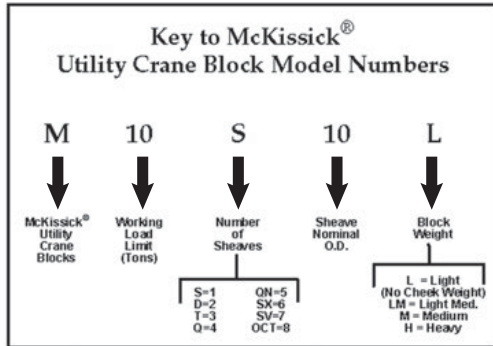 Key to McKissick®
Utility Crane Block Model Numbers
M 10 S 10 L
McKissick®
Utility
Crane
Blocks
Working
Load
Limit
(Tons)
Number
of
Sheaves
Sheave
Nominal
O.D.
Block
Weight
S=1 QN=5
D=2 SX=6
T=3 SV=7
Q=4 OCT=8
L = Light
(No Cheek Weight)
LM = Light Med.
M = Medium
H = Heavy